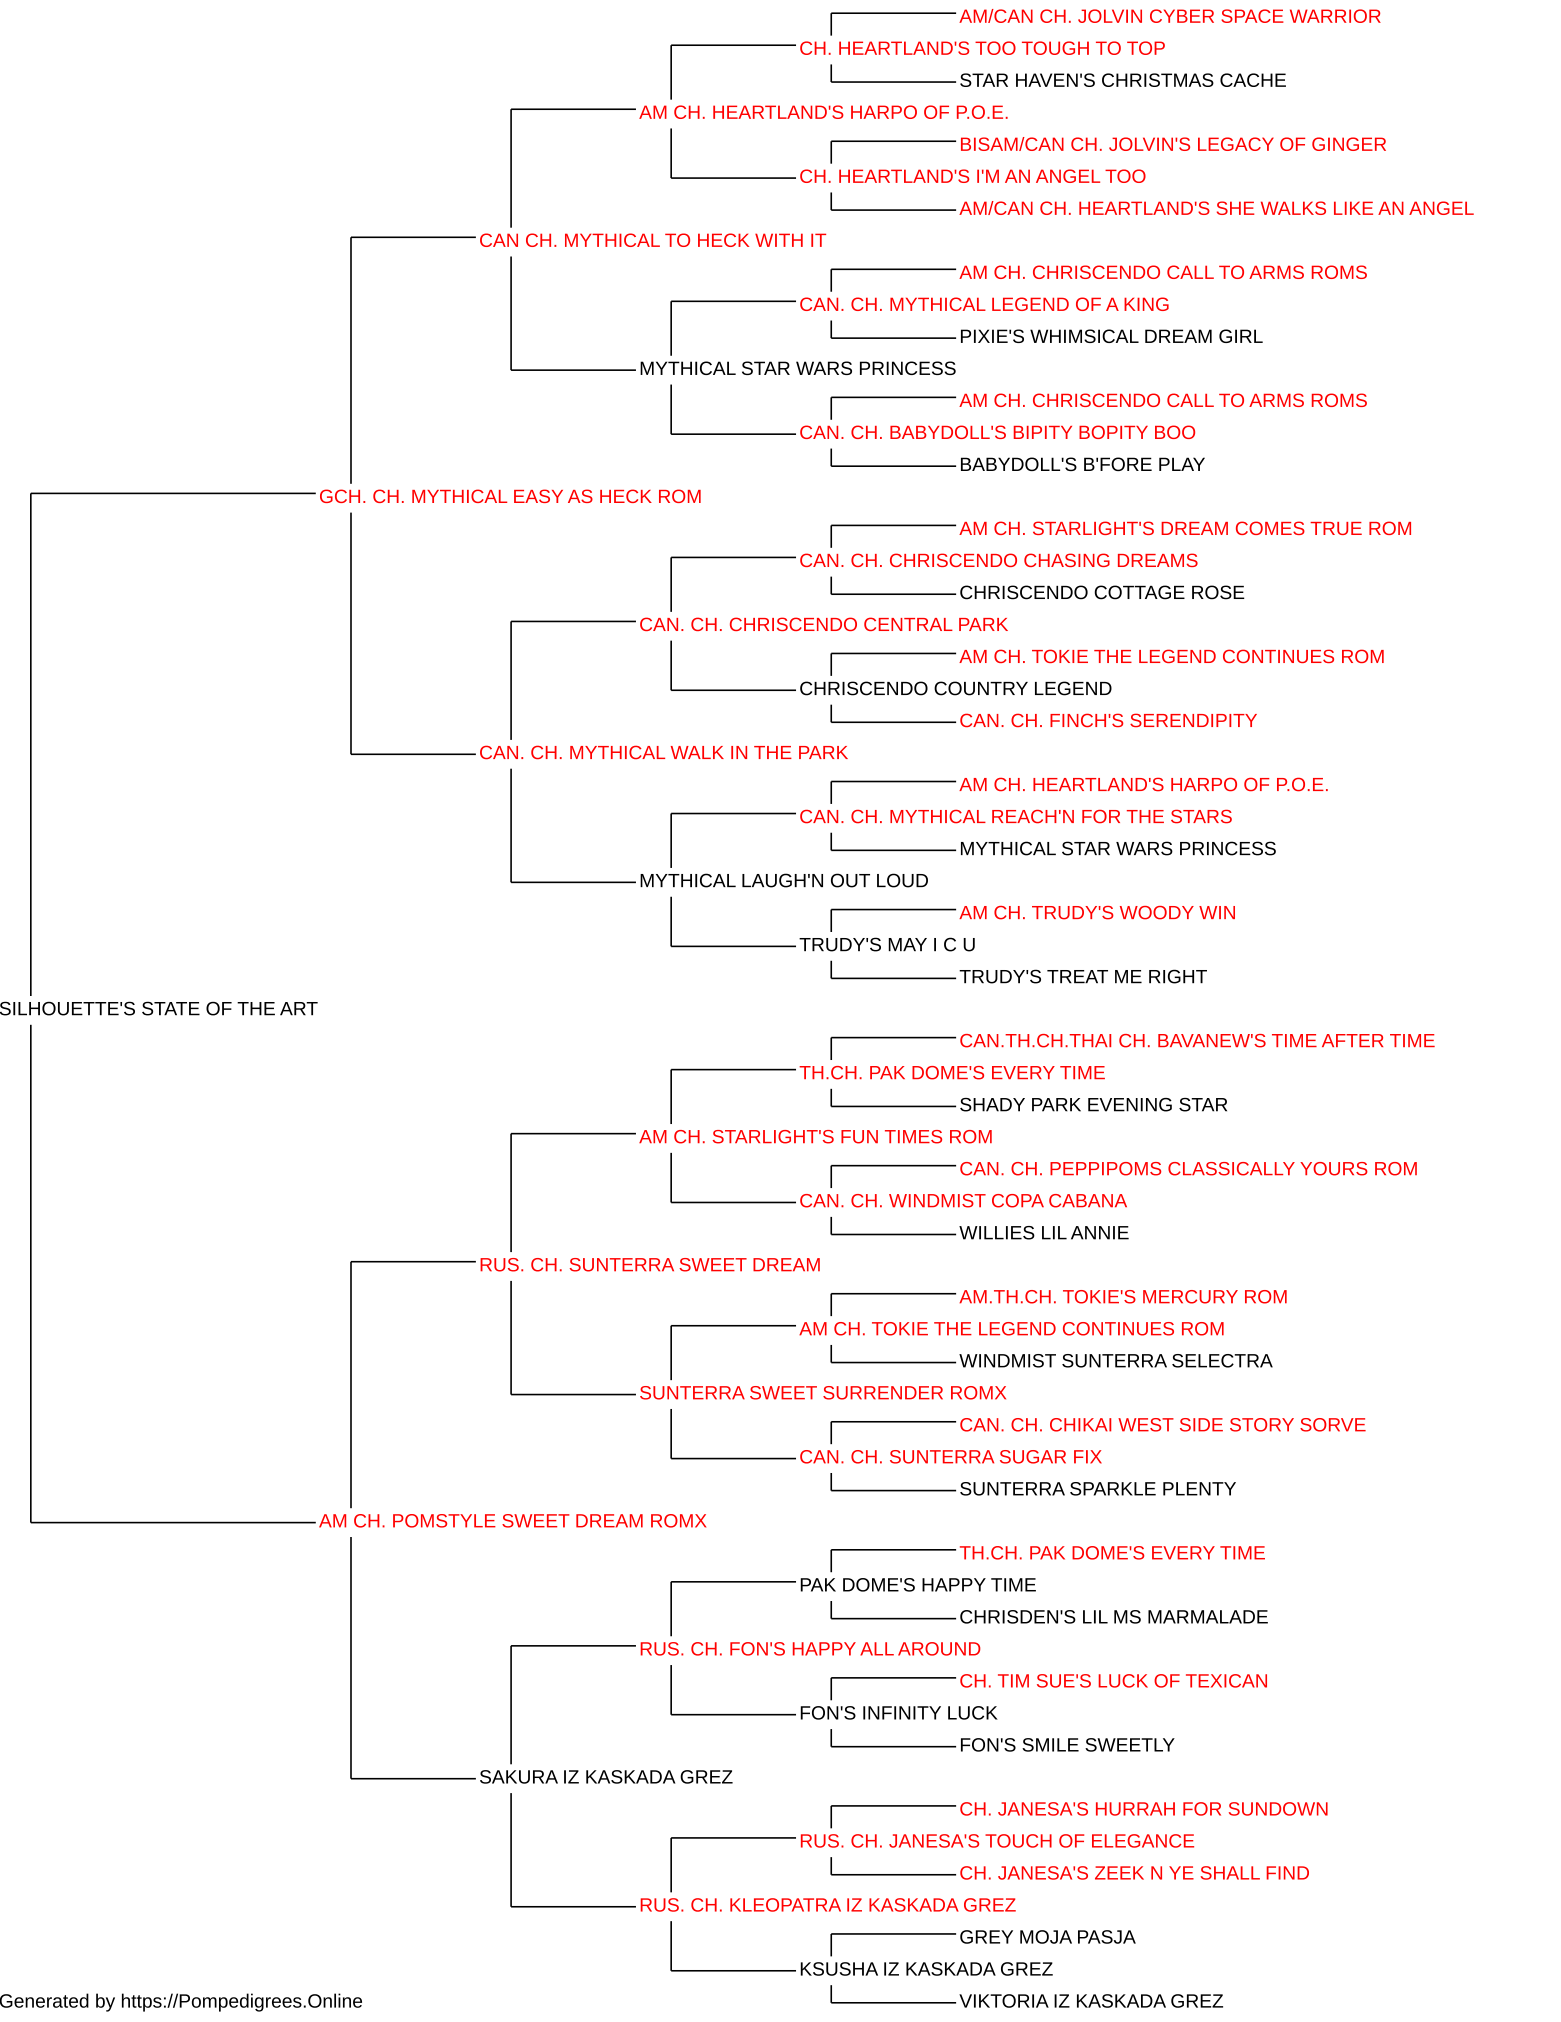 AM/CAN CH. JOLVIN CYBER SPACE WARRIOR
CH. HEARTLAND'S TOO TOUGH TO TOP
STAR HAVEN'S CHRISTMAS CACHE
AM CH. HEARTLAND'S HARPO OF P.O.E.
BISAM/CAN CH. JOLVIN'S LEGACY OF GINGER
CH. HEARTLAND'S I'M AN ANGEL TOO
AM/CAN CH. HEARTLAND'S SHE WALKS LIKE AN ANGEL
CAN CH. MYTHICAL TO HECK WITH IT
AM CH. CHRISCENDO CALL TO ARMS ROMS
CAN. CH. MYTHICAL LEGEND OF A KING
PIXIE'S WHIMSICAL DREAM GIRL
MYTHICAL STAR WARS PRINCESS
AM CH. CHRISCENDO CALL TO ARMS ROMS
CAN. CH. BABYDOLL'S BIPITY BOPITY BOO
BABYDOLL'S B'FORE PLAY
GCH. CH. MYTHICAL EASY AS HECK ROM
AM CH. STARLIGHT'S DREAM COMES TRUE ROM
CAN. CH. CHRISCENDO CHASING DREAMS
CHRISCENDO COTTAGE ROSE
CAN. CH. CHRISCENDO CENTRAL PARK
AM CH. TOKIE THE LEGEND CONTINUES ROM
CHRISCENDO COUNTRY LEGEND
CAN. CH. FINCH'S SERENDIPITY
CAN. CH. MYTHICAL WALK IN THE PARK
AM CH. HEARTLAND'S HARPO OF P.O.E.
CAN. CH. MYTHICAL REACH'N FOR THE STARS
MYTHICAL STAR WARS PRINCESS
MYTHICAL LAUGH'N OUT LOUD
AM CH. TRUDY'S WOODY WIN
TRUDY'S MAY I C U
TRUDY'S TREAT ME RIGHT
SILHOUETTE'S STATE OF THE ART
CAN.TH.CH.THAI CH. BAVANEW'S TIME AFTER TIME
TH.CH. PAK DOME'S EVERY TIME
SHADY PARK EVENING STAR
AM CH. STARLIGHT'S FUN TIMES ROM
CAN. CH. PEPPIPOMS CLASSICALLY YOURS ROM
CAN. CH. WINDMIST COPA CABANA
WILLIES LIL ANNIE
RUS. CH. SUNTERRA SWEET DREAM
AM.TH.CH. TOKIE'S MERCURY ROM
AM CH. TOKIE THE LEGEND CONTINUES ROM
WINDMIST SUNTERRA SELECTRA
SUNTERRA SWEET SURRENDER ROMX
CAN. CH. CHIKAI WEST SIDE STORY SORVE
CAN. CH. SUNTERRA SUGAR FIX
SUNTERRA SPARKLE PLENTY
AM CH. POMSTYLE SWEET DREAM ROMX
TH.CH. PAK DOME'S EVERY TIME
PAK DOME'S HAPPY TIME
CHRISDEN'S LIL MS MARMALADE
RUS. CH. FON'S HAPPY ALL AROUND
CH. TIM SUE'S LUCK OF TEXICAN
FON'S INFINITY LUCK
FON'S SMILE SWEETLY
SAKURA IZ KASKADA GREZ
CH. JANESA'S HURRAH FOR SUNDOWN
RUS. CH. JANESA'S TOUCH OF ELEGANCE
CH. JANESA'S ZEEK N YE SHALL FIND
RUS. CH. KLEOPATRA IZ KASKADA GREZ
GREY MOJA PASJA
KSUSHA IZ KASKADA GREZ
VIKTORIA IZ KASKADA GREZ
Generated by https://Pompedigrees.Online